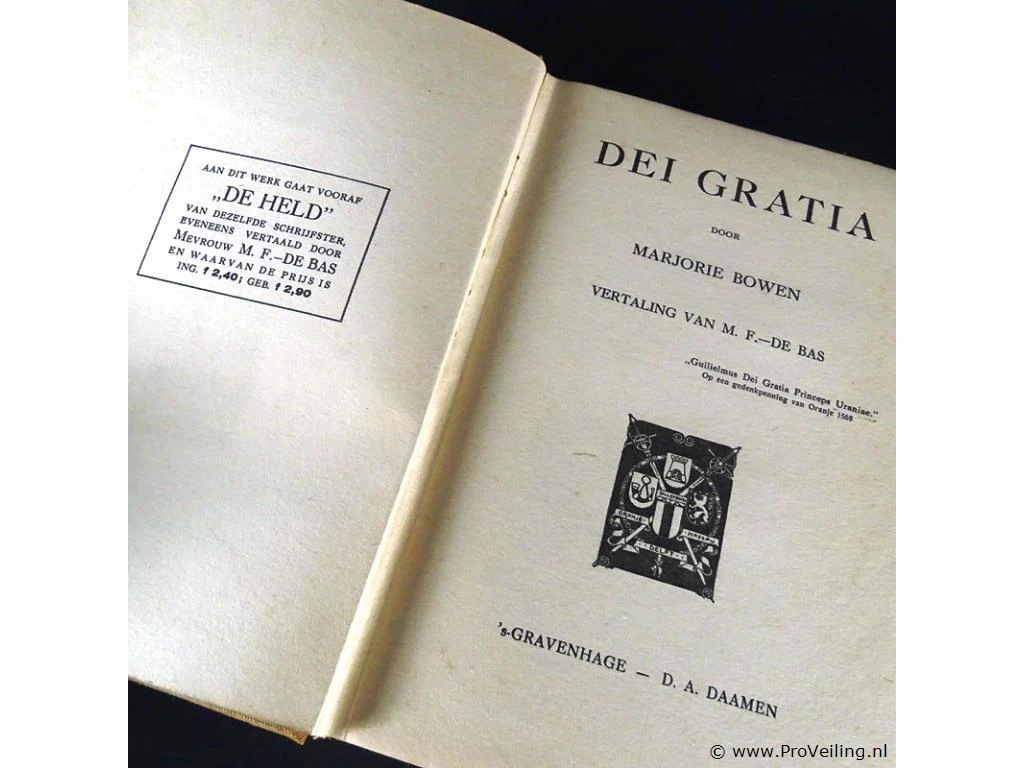 AAN DIT WERK GAAT VOORAF
„DE HELD”
VAN DEZELFDE SCHRIJFSTER,
EVENEENS VERTAALD DOOR
MEVROUW M. F.—DE BAS
EN WAARVAN DE PRIJS IS
ING. f 2,40; GEB. f 2,90
DEI GRATIA
DOOR
MARJORIE BOWEN
VERTALING VAN M. F.—DE BAS
„Guilielmus Dei Gratia Princeps Uraniae.”
Op een gedenkpenning van Oranje 1568
ORANJE
NASSAU
DELFT
's-GRAVENHAGE — D. A. DAAMEN
© www.ProVeiling.nl